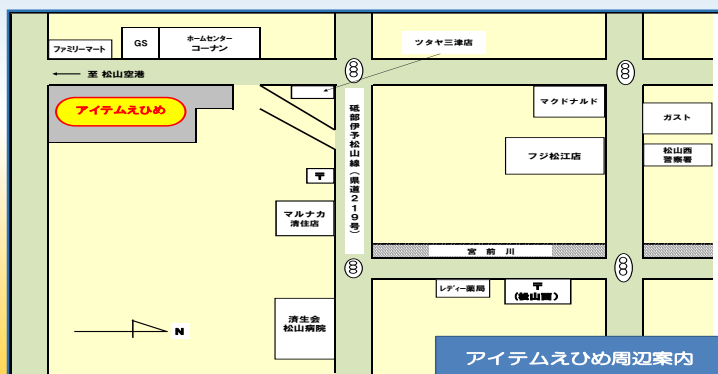 ファミリーマート
GS
ホームセンター
コーナン
ツタヤ三津店
← 至 松山空港
アイテムえひめ
砥部伊予松山線（県道219号）
マクドナルド
ガスト
フジ松江店
松山西
警察署
〒
マルナカ
清住店
宮前川
レディー薬局
〒
(松山西)
済生会
松山病院
N
アイテムえひめ周辺案内